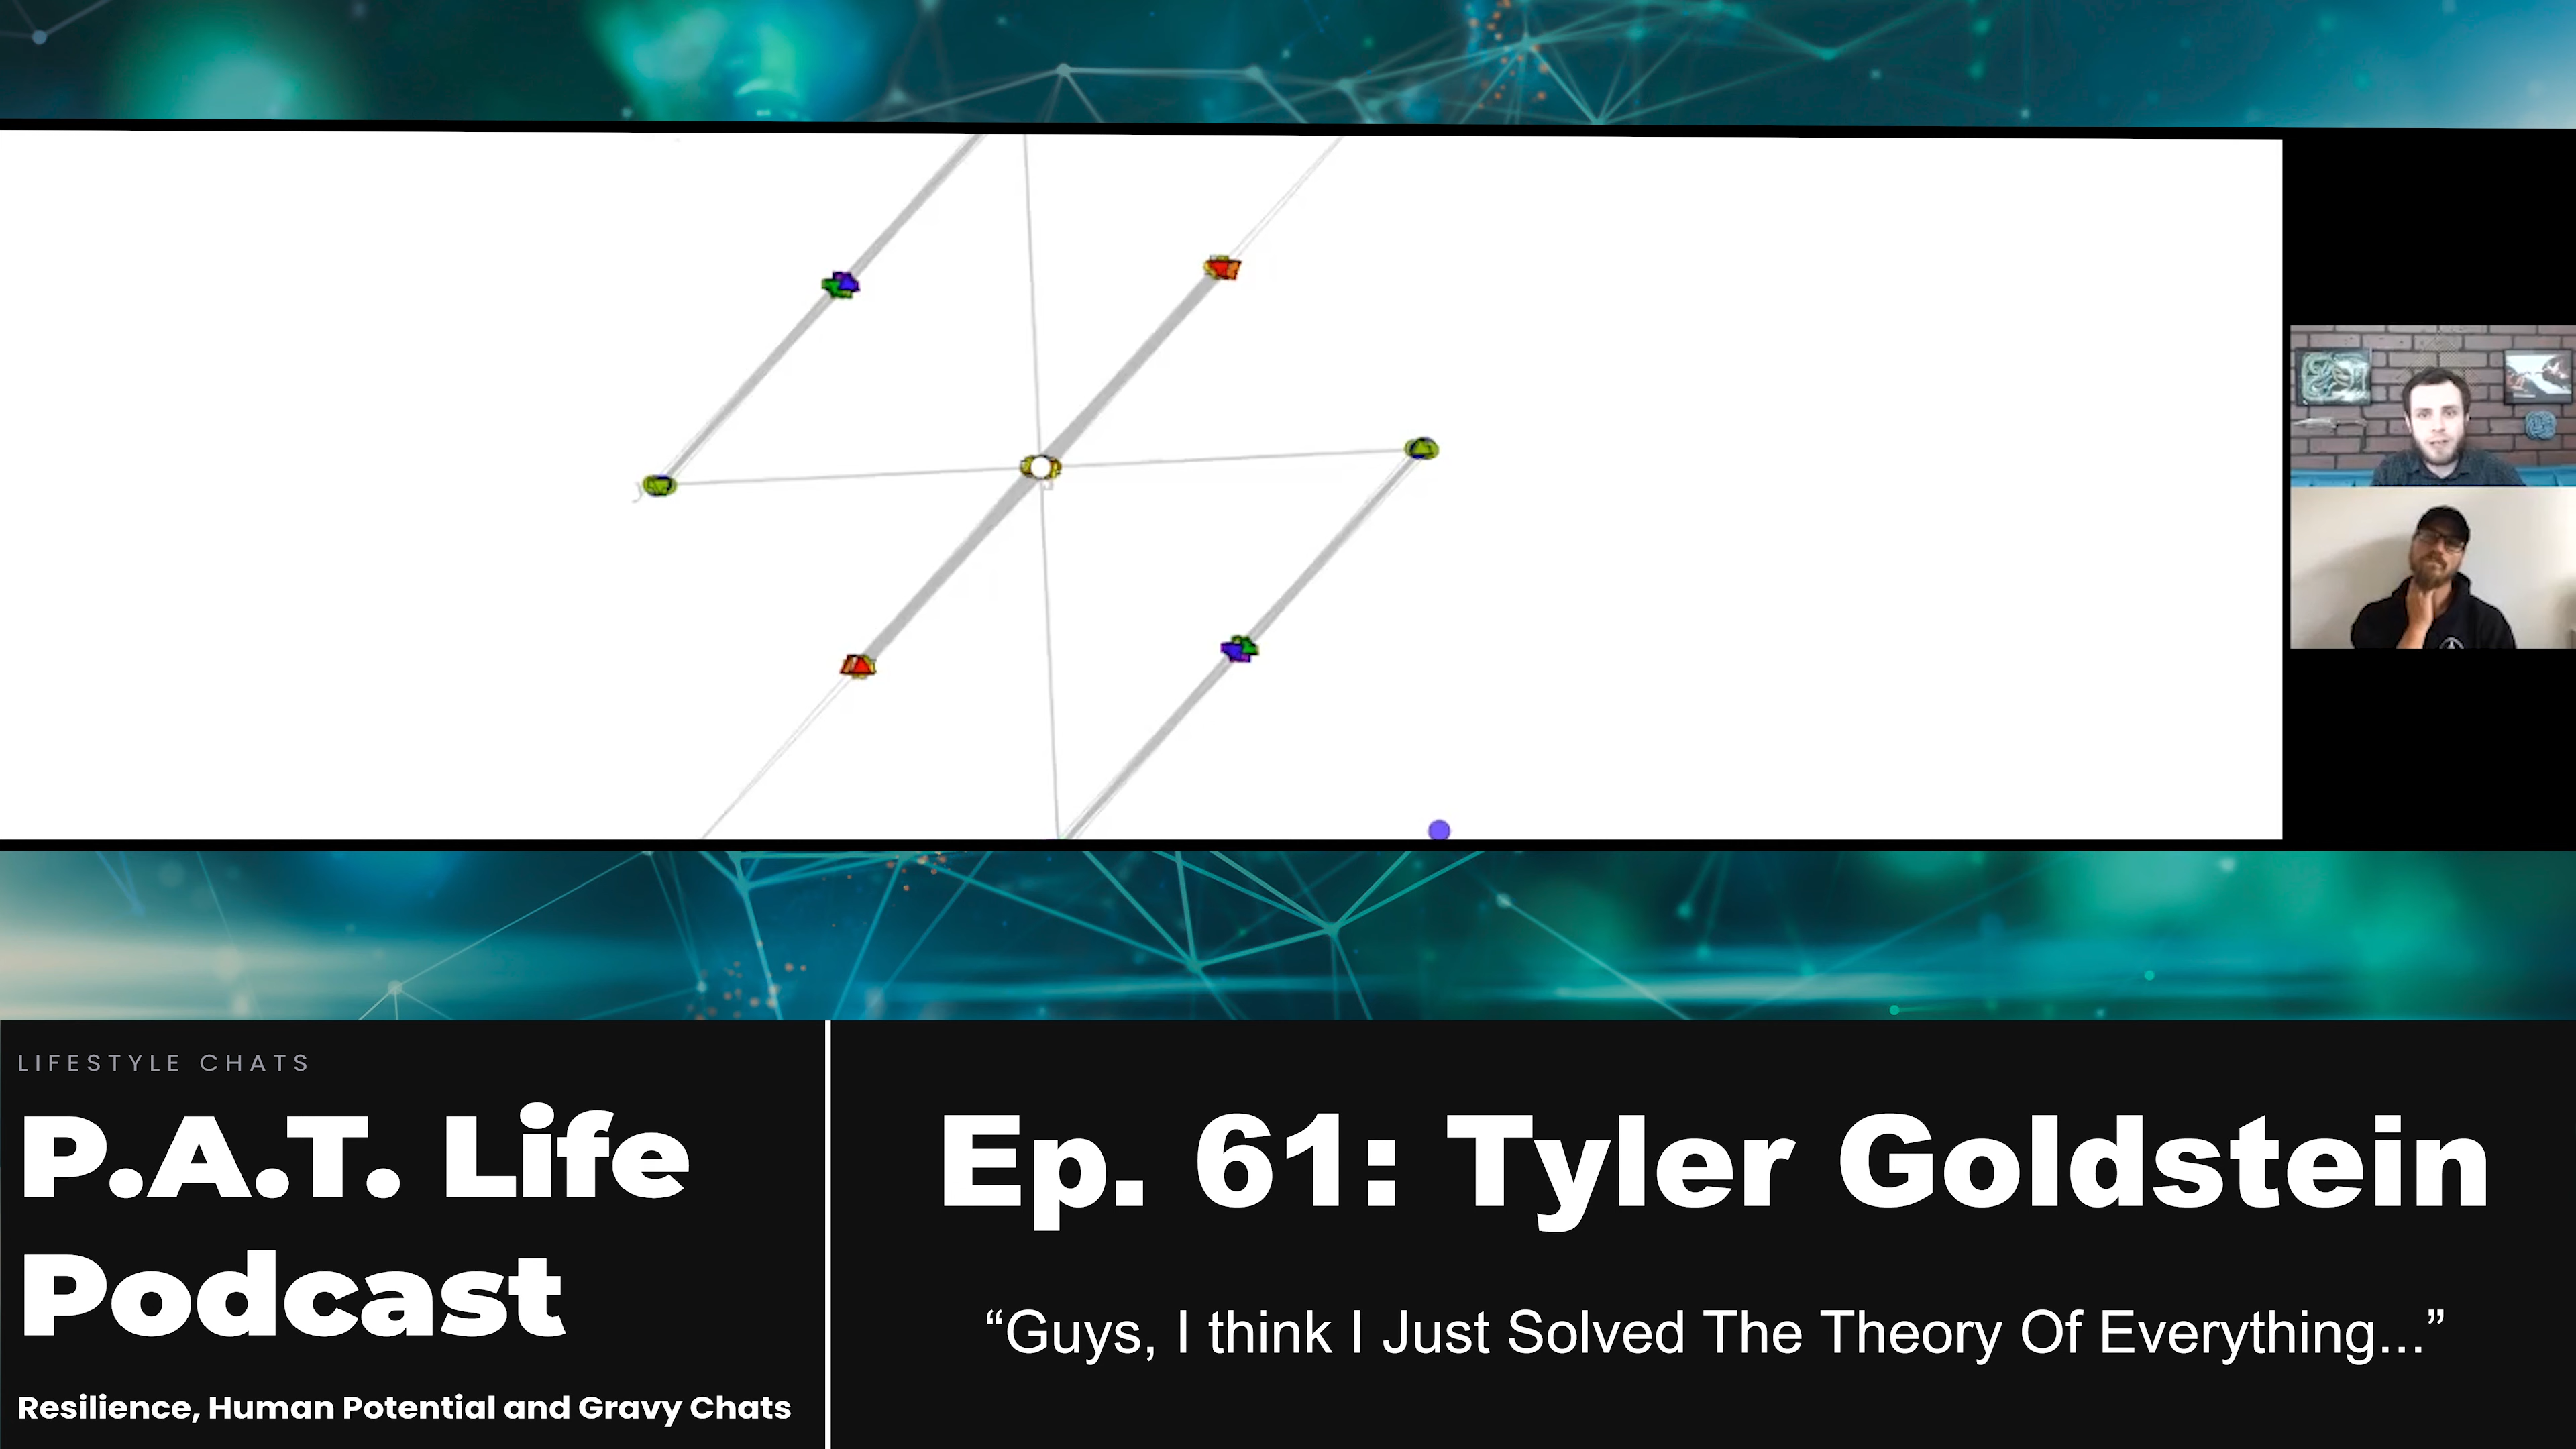 y
LIFESTYLE CHATS
P.A.T. Life
Podcast
Resilience, Human Potential and Gravy Chats
Ep. 61: Tyler Goldstein
“Guys, I think I Just Solved The Theory Of Everything...”